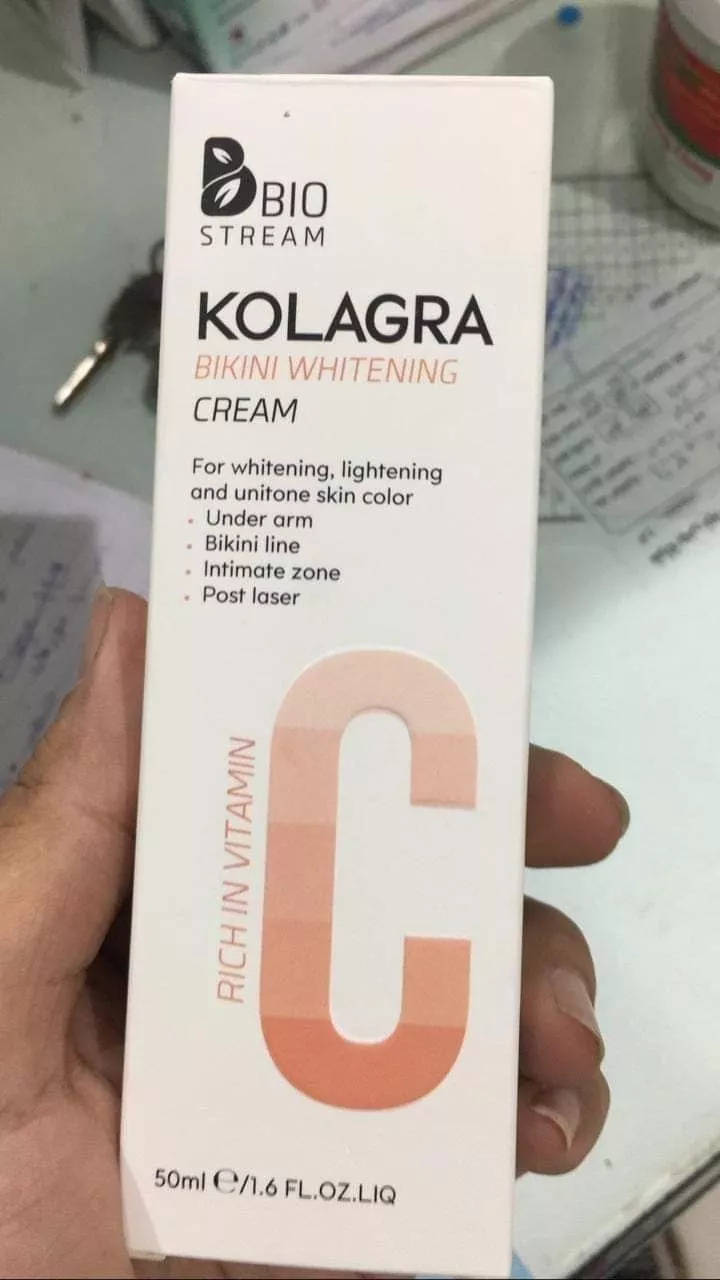 BIO
STREAM
KOLAGRA
BIKINI WHITENING
CREAM
For whitening, lightening
and unitone skin color
• Under arm
• Bikini line
• Intimate zone
• Post laser
RICH IN VITAMIN
C
50ml ℮/1.6 FL.OZ.LIQ